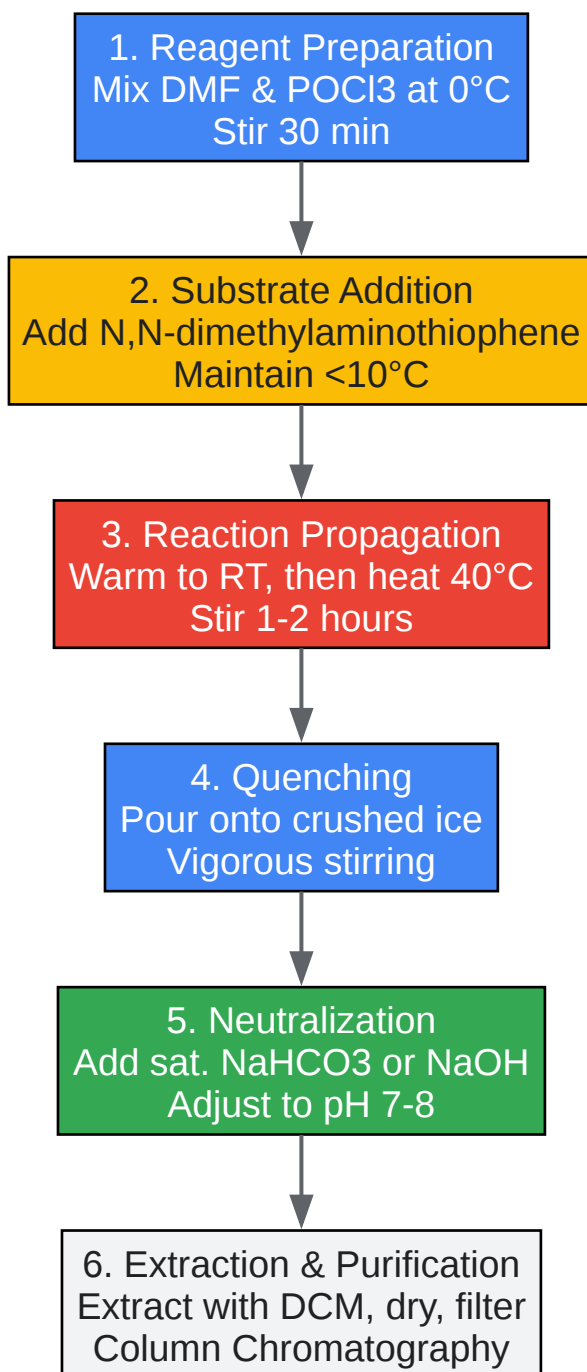 1. Reagent Preparation
Mix DMF & POCl3 at 0°C
Stir 30 min
2. Substrate Addition
Add N,N-dimethylaminothiophene
Maintain <10°C
3. Reaction Propagation
Warm to RT, then heat 40°C
Stir 1-2 hours
4. Quenching
Pour onto crushed ice
Vigorous stirring
5. Neutralization
Add sat. NaHCO3 or NaOH
Adjust to pH 7-8
6. Extraction & Purification
Extract with DCM, dry, filter
Column Chromatography